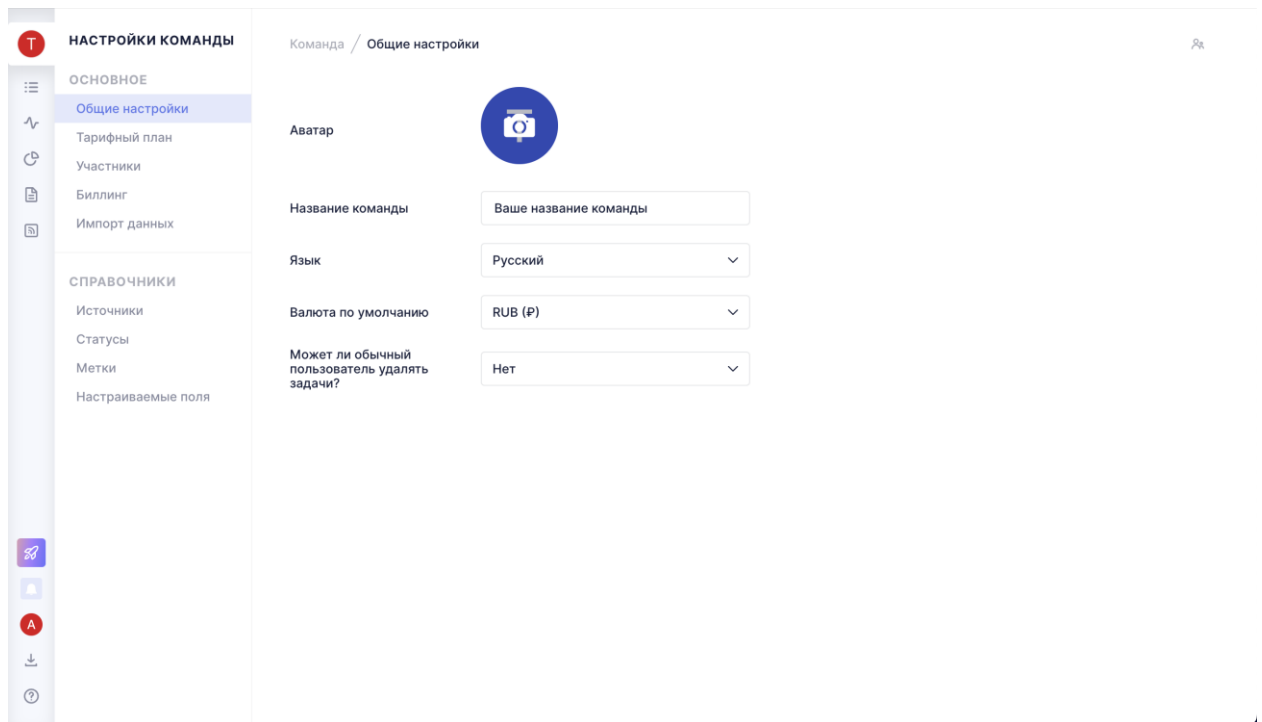 T
НАСТРОЙКИ КОМАНДЫ
ОСНОВНОЕ
Общие настройки
Тарифный план
Участники
Биллинг
Импорт данных
СПРАВОЧНИКИ
Источники
Статусы
Метки
Настраиваемые поля
A
Команда / Общие настройки
Аватар
Название команды
Ваше название команды
Язык
Русский
Валюта по умолчанию
RUB (₽)
Может ли обычный
пользователь удалять
задачи?
Нет